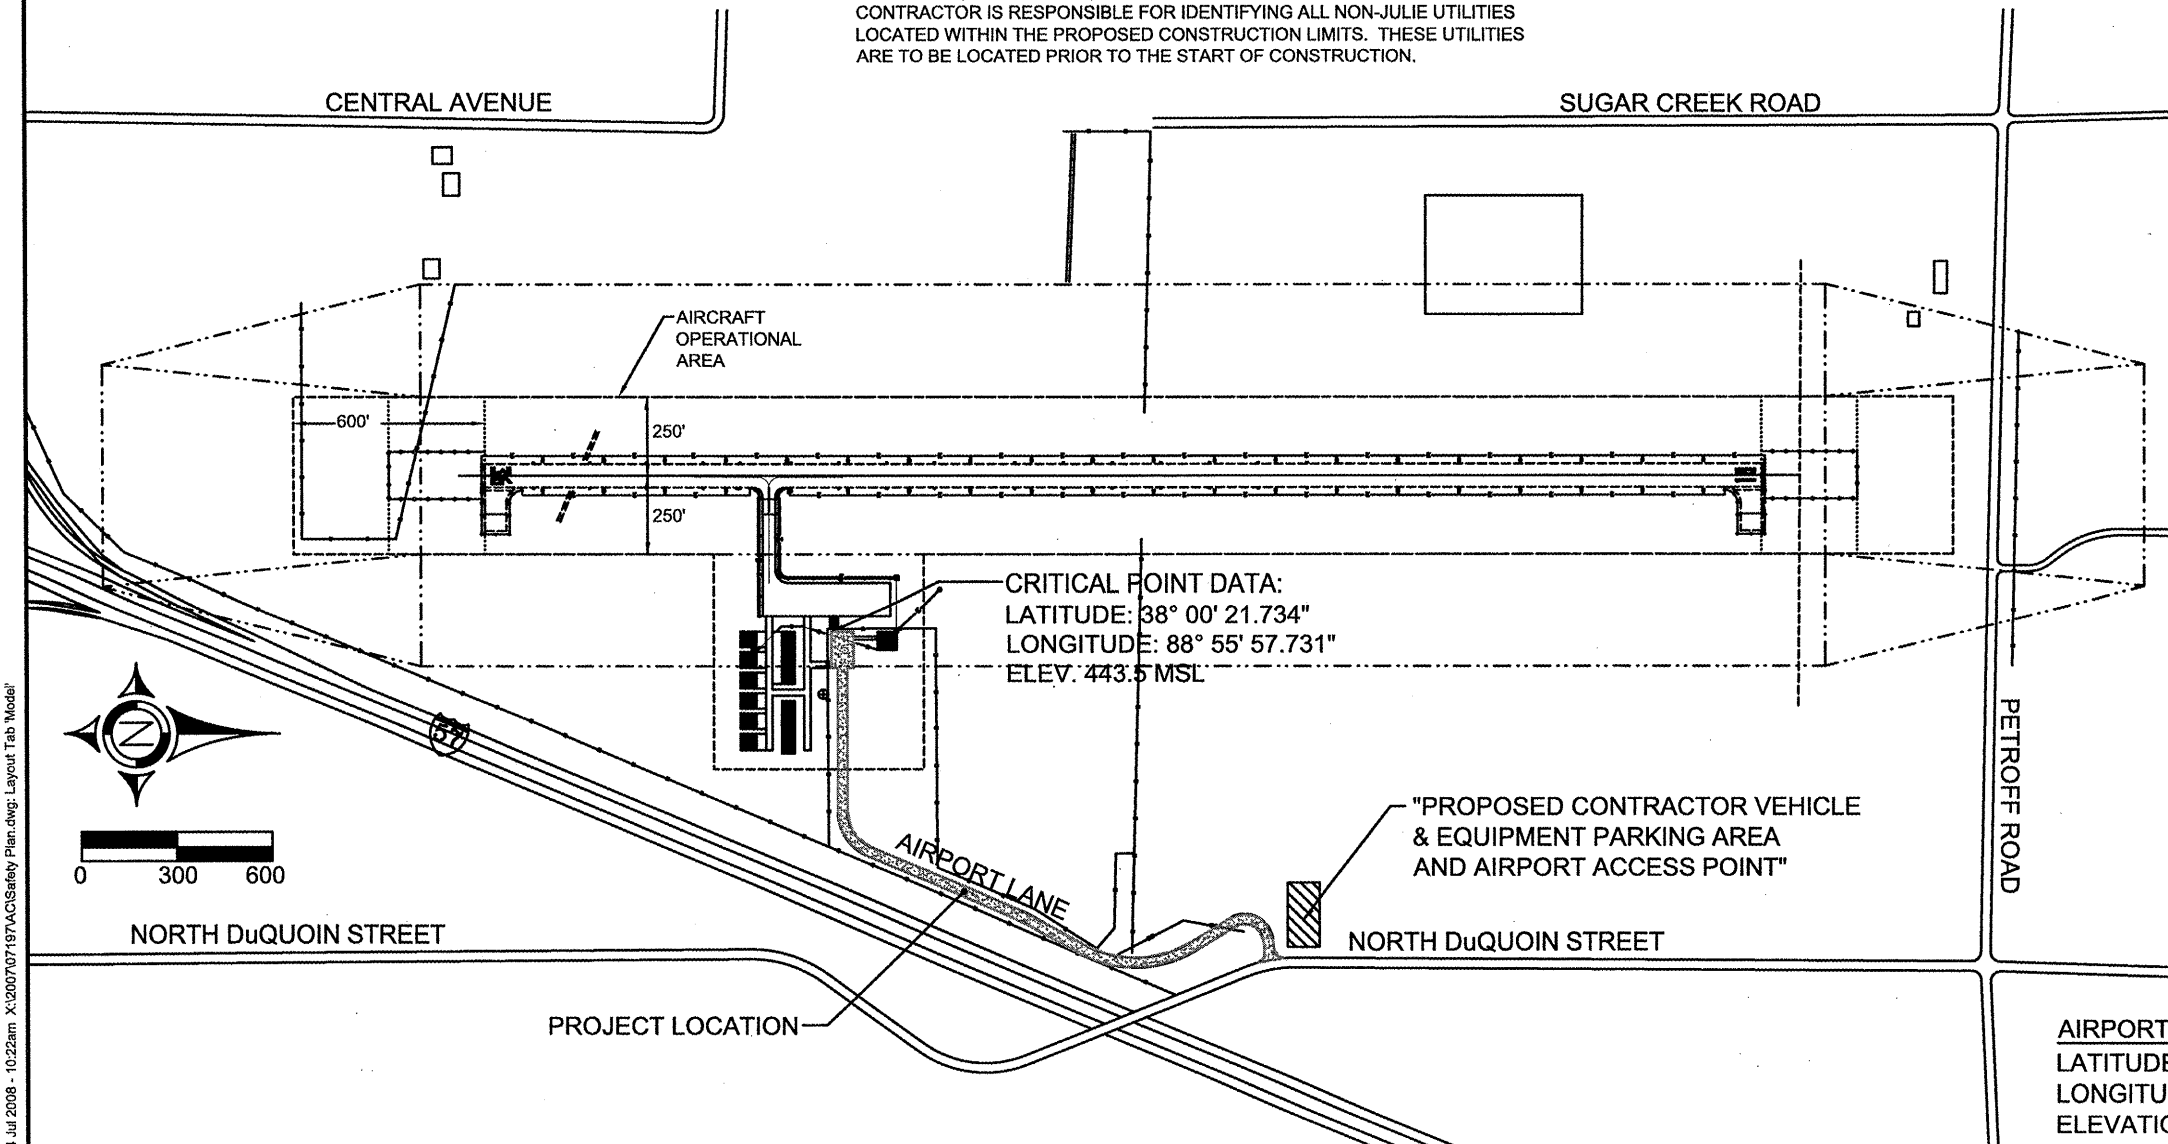 CONTRACTOR IS RESPONSIBLE FOR IDENTIFYING ALL NON-JULIE UTILITIES
LOCATED WITHIN THE PROPOSED CONSTRUCTION LIMITS. THESE UTILITIES
ARE TO BE LOCATED PRIOR TO THE START OF CONSTRUCTION.
CENTRAL AVENUE
SUGAR CREEK ROAD
AIRCRAFT
OPERATIONAL
AREA
600'
250'
250'
CRITICAL POINT DATA:
LATITUDE: 38° 00' 21.734"
LONGITUDE: 88° 55' 57.731"
ELEV. 443.5 MSL
N
57
0 300 600
PETROFF ROAD
"PROPOSED CONTRACTOR VEHICLE
& EQUIPMENT PARKING AREA
AND AIRPORT ACCESS POINT"
AIRPORT LANE
NORTH DuQUOIN STREET
NORTH DuQUOIN STREET
PROJECT LOCATION
AIRPORT
LATITUDE
LONGITU
ELEVATIO
Jul 2008 - 10:22am X:\2007\07197\AC\Safety Plan.dwg; Layout Tab 'Model'